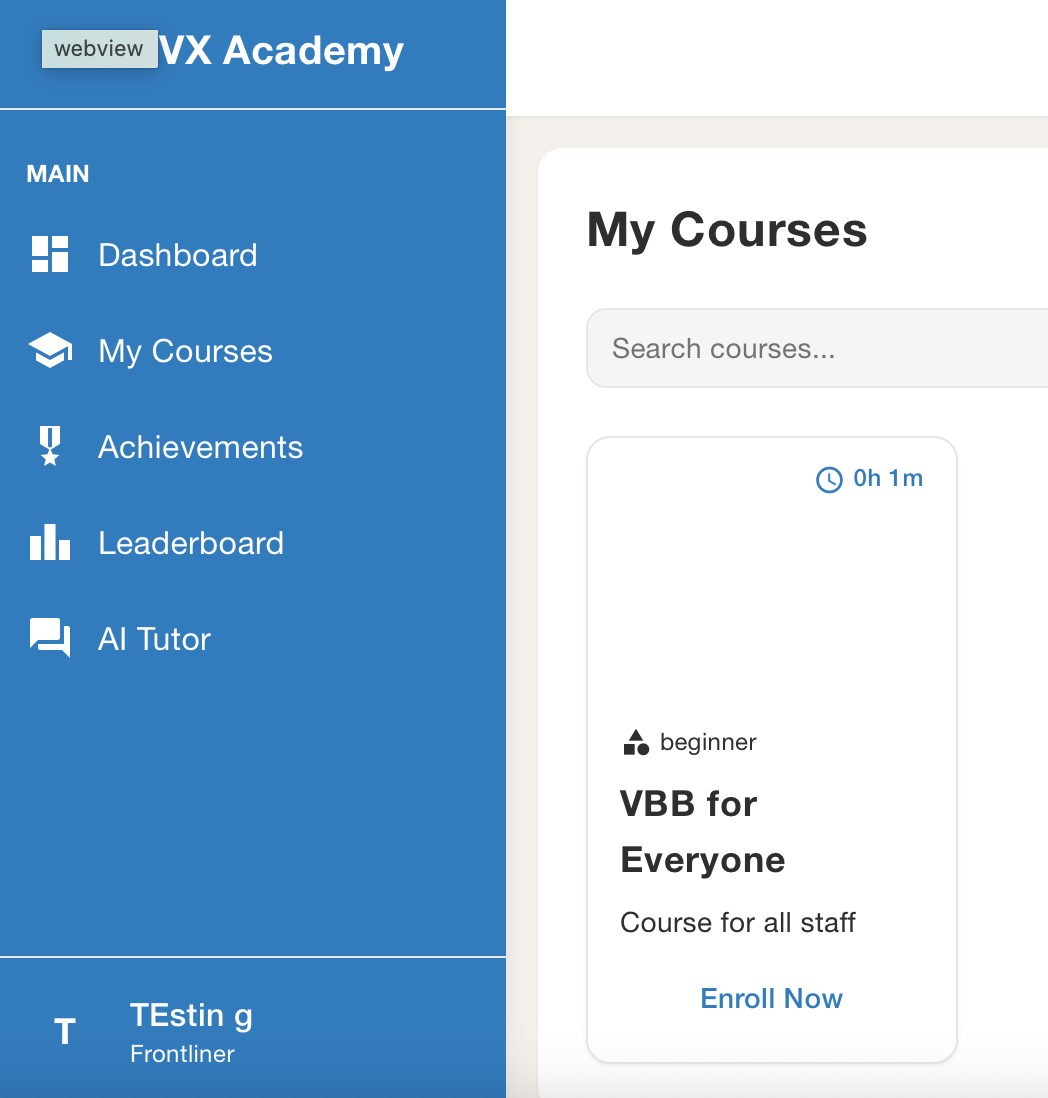 webview
VX Academy
MAIN
Dashboard
My Courses
Achievements
Leaderboard
AI Tutor
TEstin g
T
Frontliner
My Courses
Search courses...
0h 1m
beginner
VBB for
Everyone
Course for all staff
Enroll Now